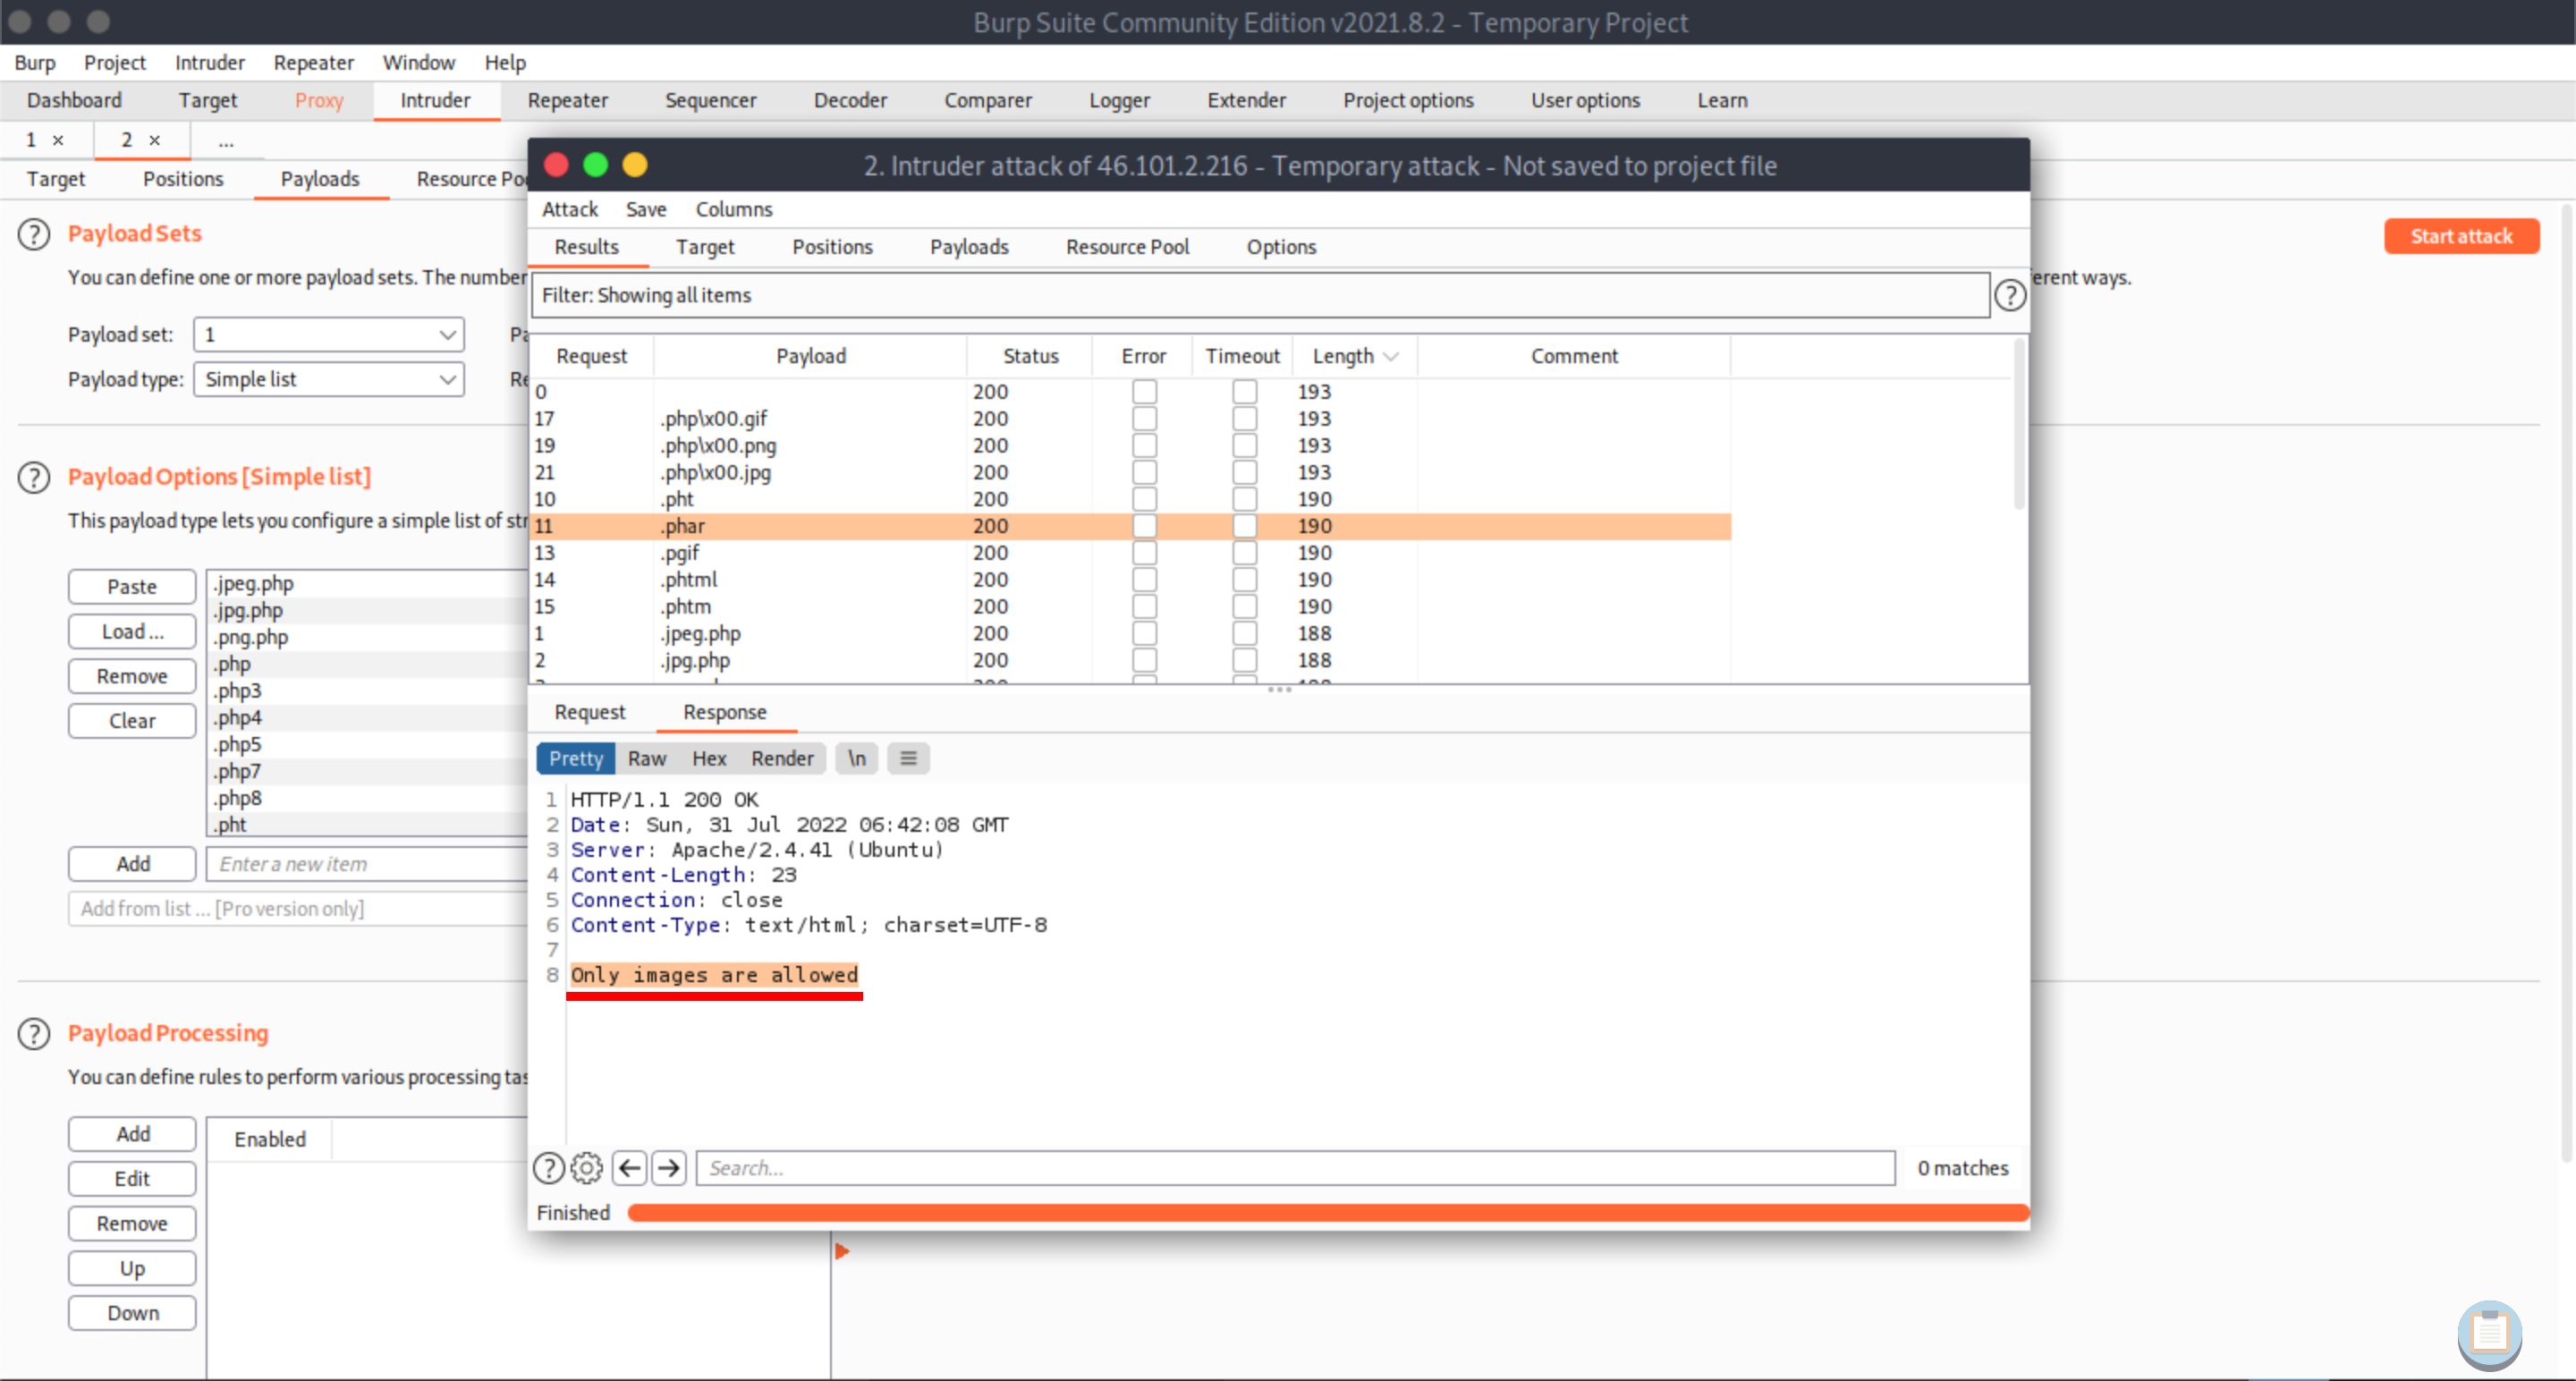 Burp Suite Community Edition v2021.8.2 - Temporary Project
Burp Project Intruder Repeater Window Help
Dashboard Target Proxy Intruder Repeater Sequencer Decoder Comparer Logger Extender Project options User options Learn
1 × 2 × ...
Target Positions Payloads Resource Po
Payload Sets
Start attack
You can define one or more payload sets. The number
erent ways.
Payload set: 1
Payload type: Simple list
Payload Options [Simple list]
This payload type lets you configure a simple list of str
Paste
Load ...
Remove
Clear
.jpeg.php
.jpg.php
.png.php
.php
.php3
.php4
.php5
.php7
.php8
.pht
Add Enter a new item
Add from list ... [Pro version only]
Payload Processing
You can define rules to perform various processing tas
Add
Edit
Remove
Up
Down
Enabled
2. Intruder attack of 46.101.2.216 - Temporary attack - Not saved to project file
Attack Save Columns
Results Target Positions Payloads Resource Pool Options
Filter: Showing all items
Request Payload Status Error Timeout Length Comment
0 200 193
17 .php\x00.gif 200 193
19 .php\x00.png 200 193
21 .php\x00.jpg 200 193
10 .pht 200 190
11 .phar 200 190
13 .pgif 200 190
14 .phtml 200 190
15 .phtm 200 190
1 .jpeg.php 200 188
2 .jpg.php 200 188
Request Response
Pretty Raw Hex Render \n
1 HTTP/1.1 200 OK
2 Date: Sun, 31 Jul 2022 06:42:08 GMT
3 Server: Apache/2.4.41 (Ubuntu)
4 Content-Length: 23
5 Connection: close
6 Content-Type: text/html; charset=UTF-8
7
8 Only images are allowed
Search...
0 matches
Finished